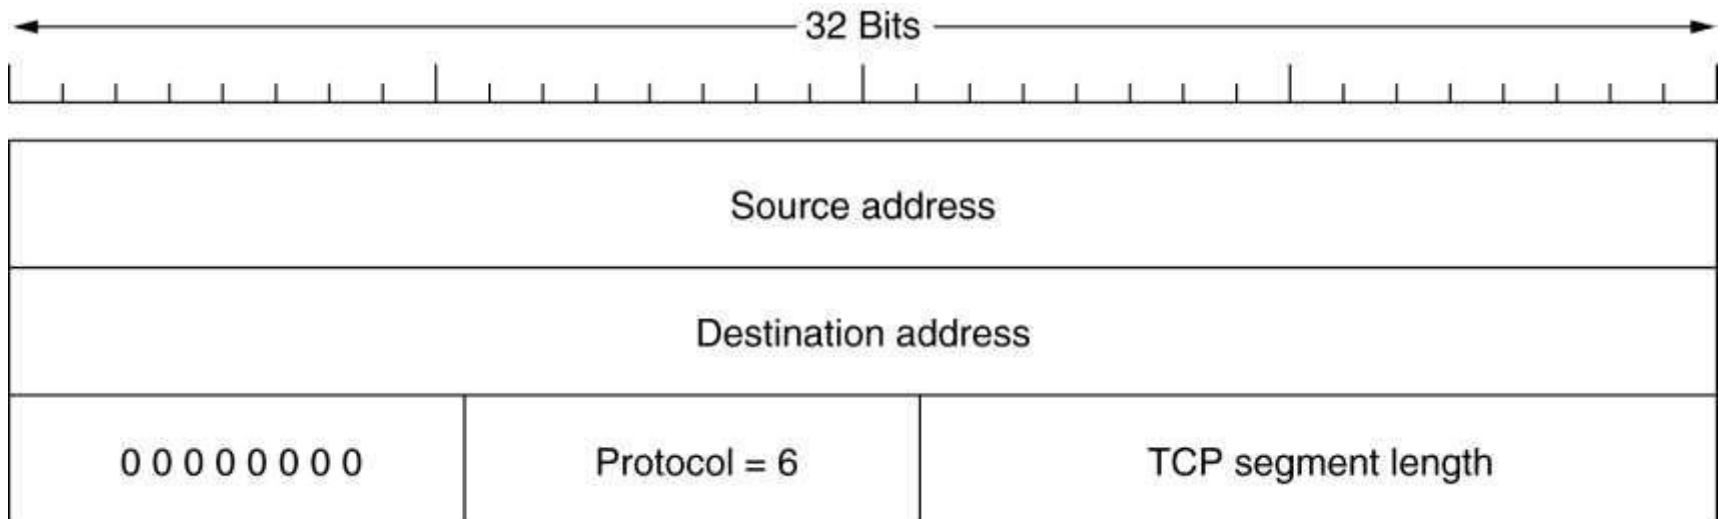 32 Bits
Source address
Destination address
0 0 0 0 0 0 0 0 Protocol = 6 TCP segment length